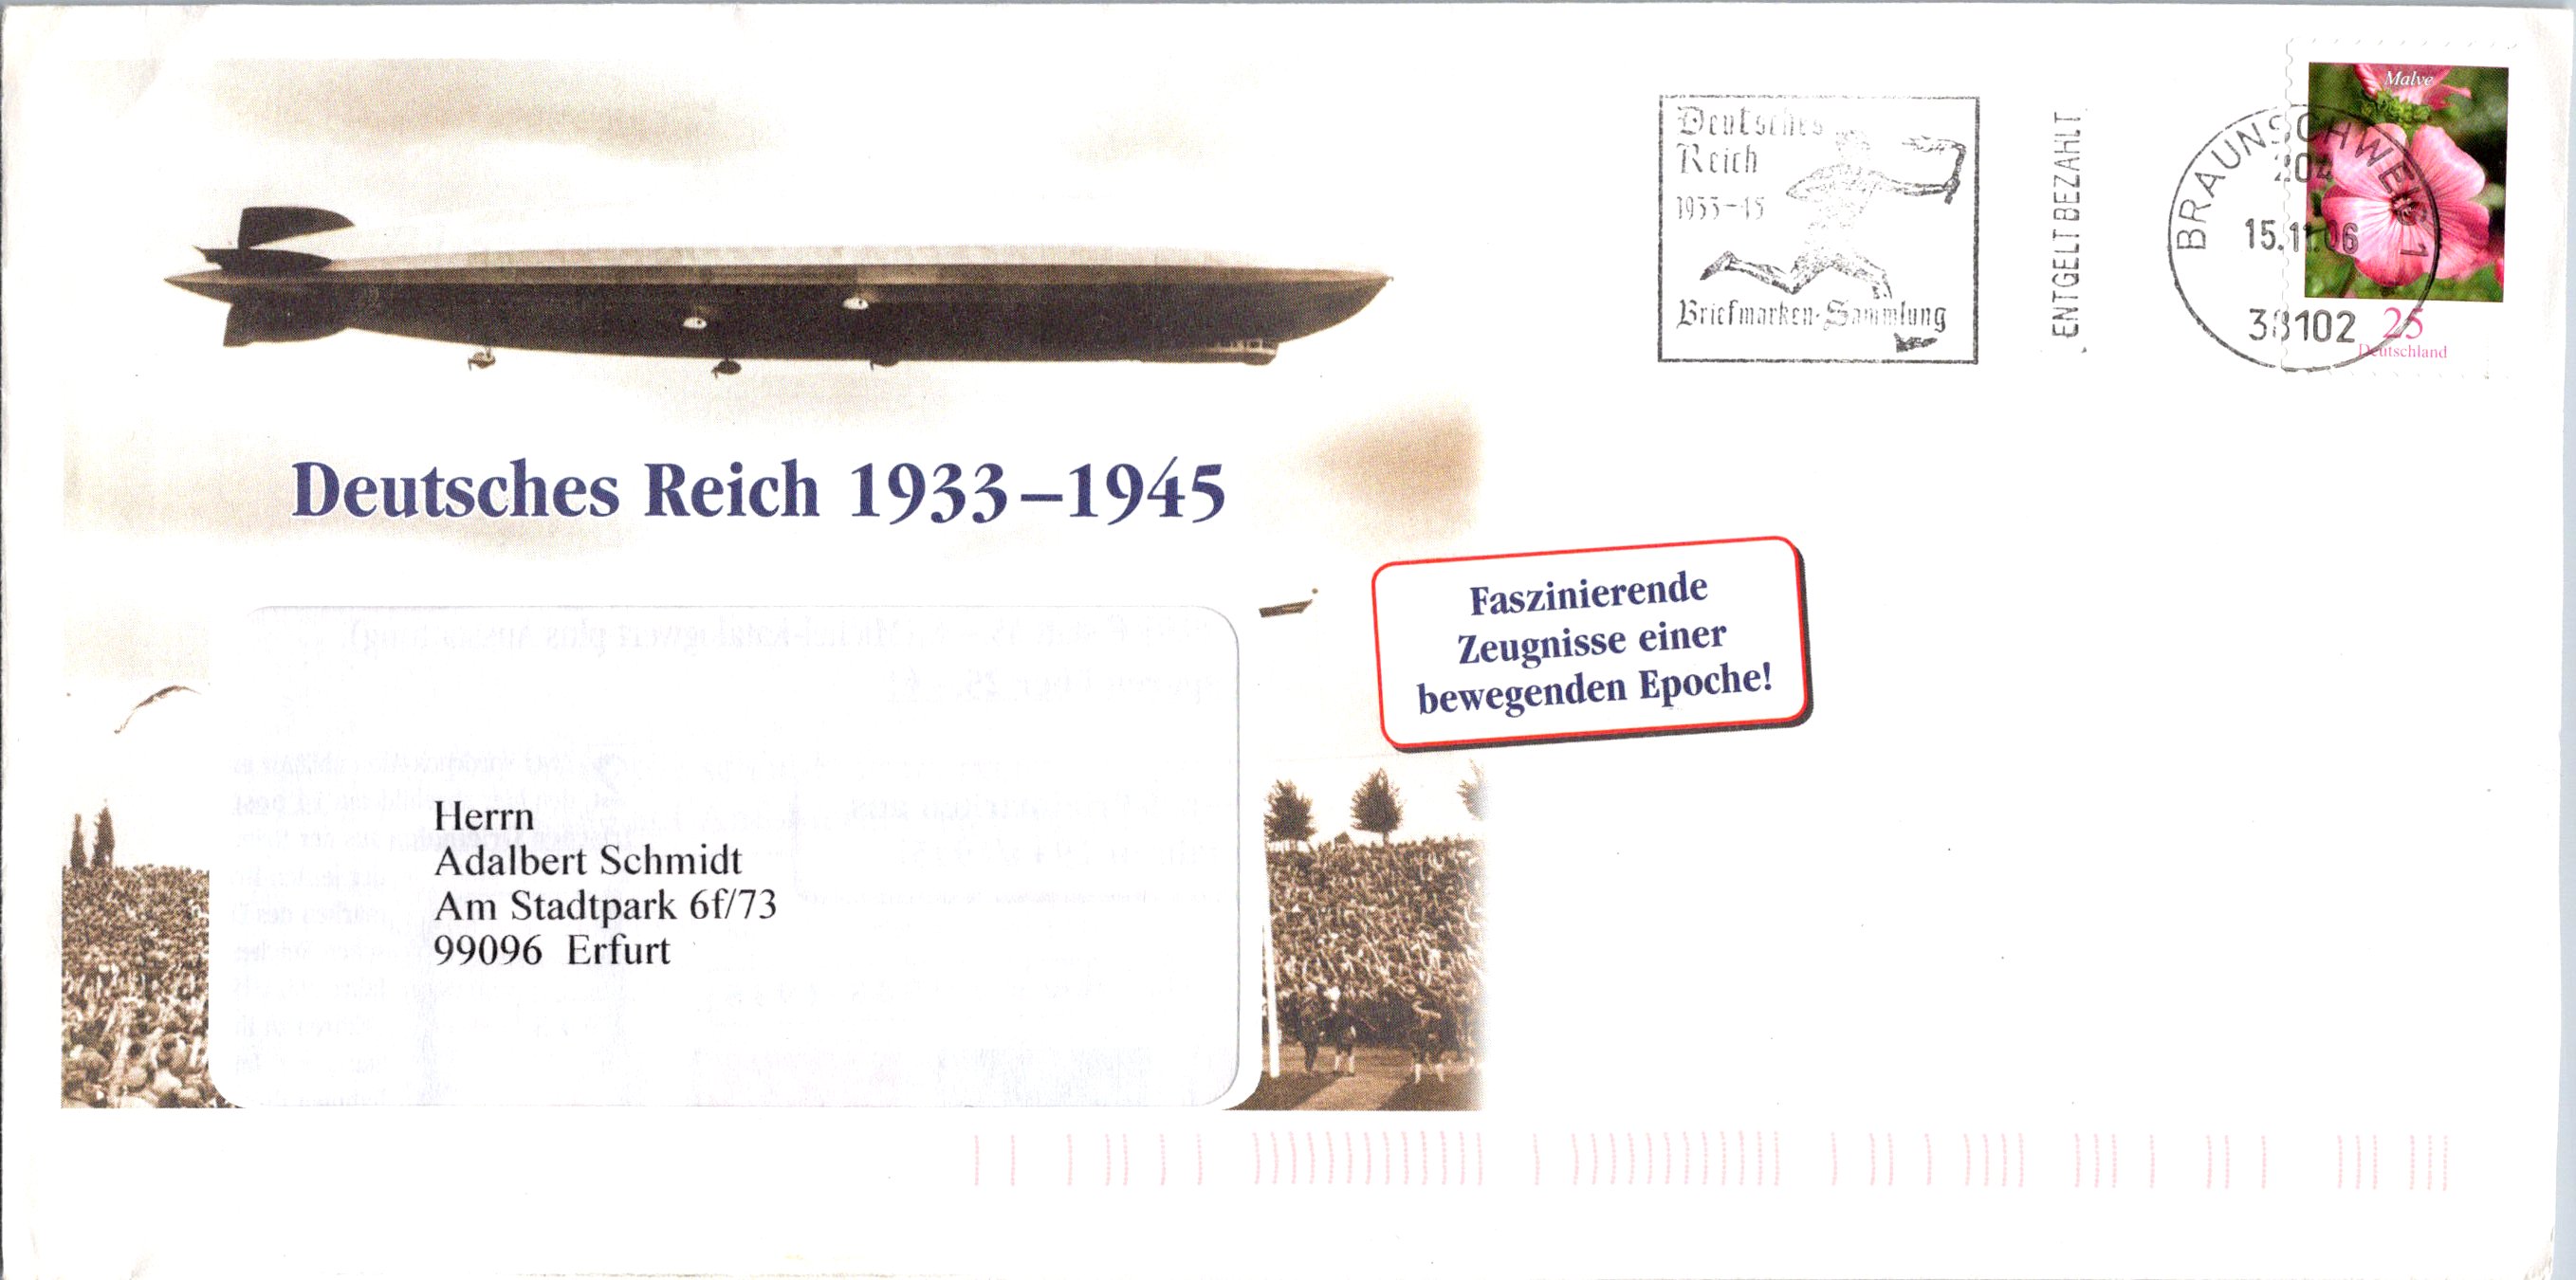 Deutsches
Reich
1933-45
Briefmarken-Sammlung
ENTGELT BEZAHLT
BRAUNSCHWEIG 1
204
15.11.06
38102
Malve
25
Deutschland
Deutsches Reich 1933–1945
Faszinierende
Zeugnisse einer
bewegenden Epoche!
Herrn
Adalbert Schmidt
Am Stadtpark 6f/73
99096 Erfurt